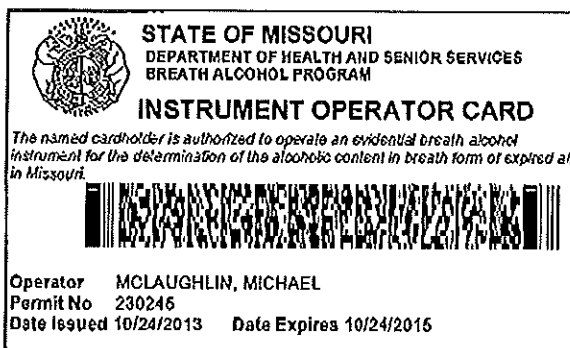 STATE OF MISSOURI
DEPARTMENT OF HEALTH AND SENIOR SERVICES
BREATH ALCOHOL PROGRAM
INSTRUMENT OPERATOR CARD
The named cardholder is authorized to operate an evidential breath alcohol
instrument for the determination of the alcoholic content in breath form of expired
in Missouri.
Operator MCLAUGHLIN, MICHAEL
Permit No 230245
Date Issued 10/24/2013 Date Expires 10/24/2015